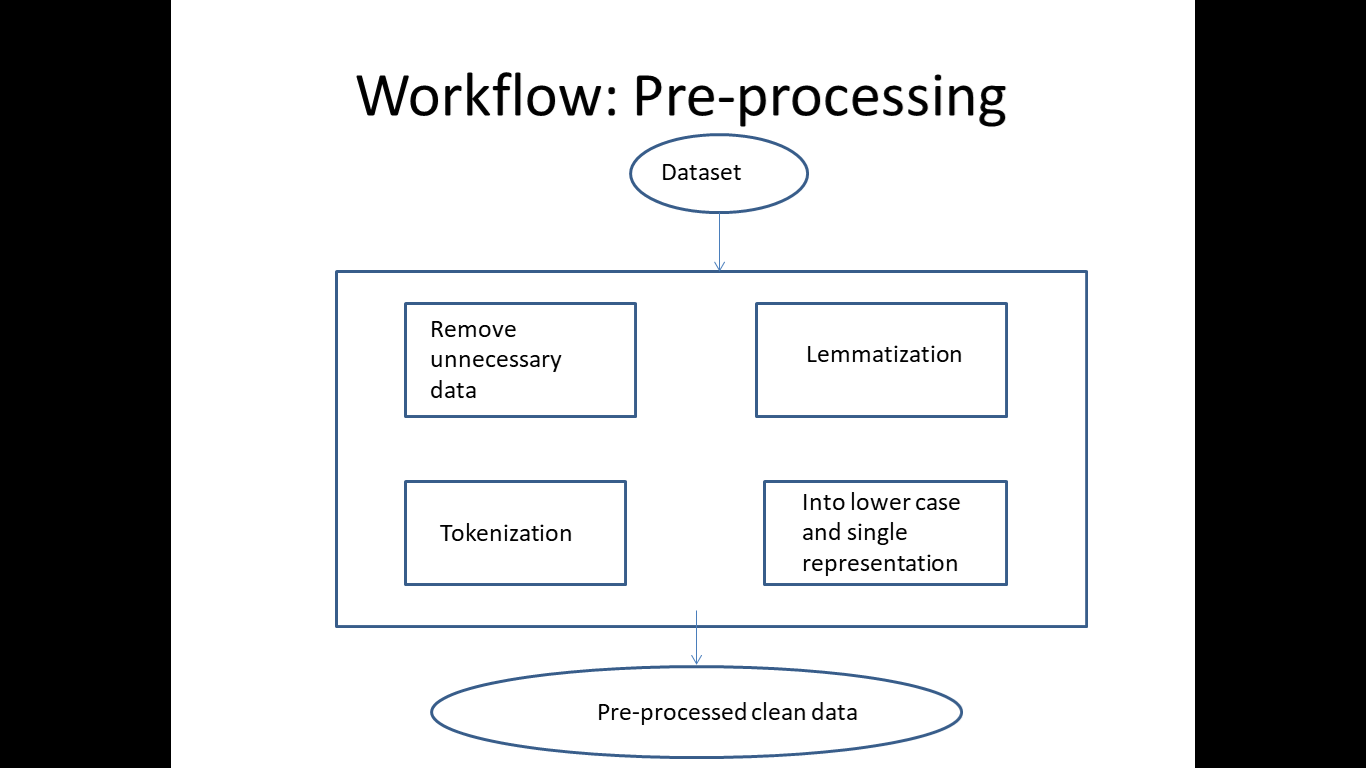 Workflow: Pre-processing
Dataset
Remove
unnecessary
data
Lemmatization
Tokenization
Into lower case
and single
representation
Pre-processed clean data